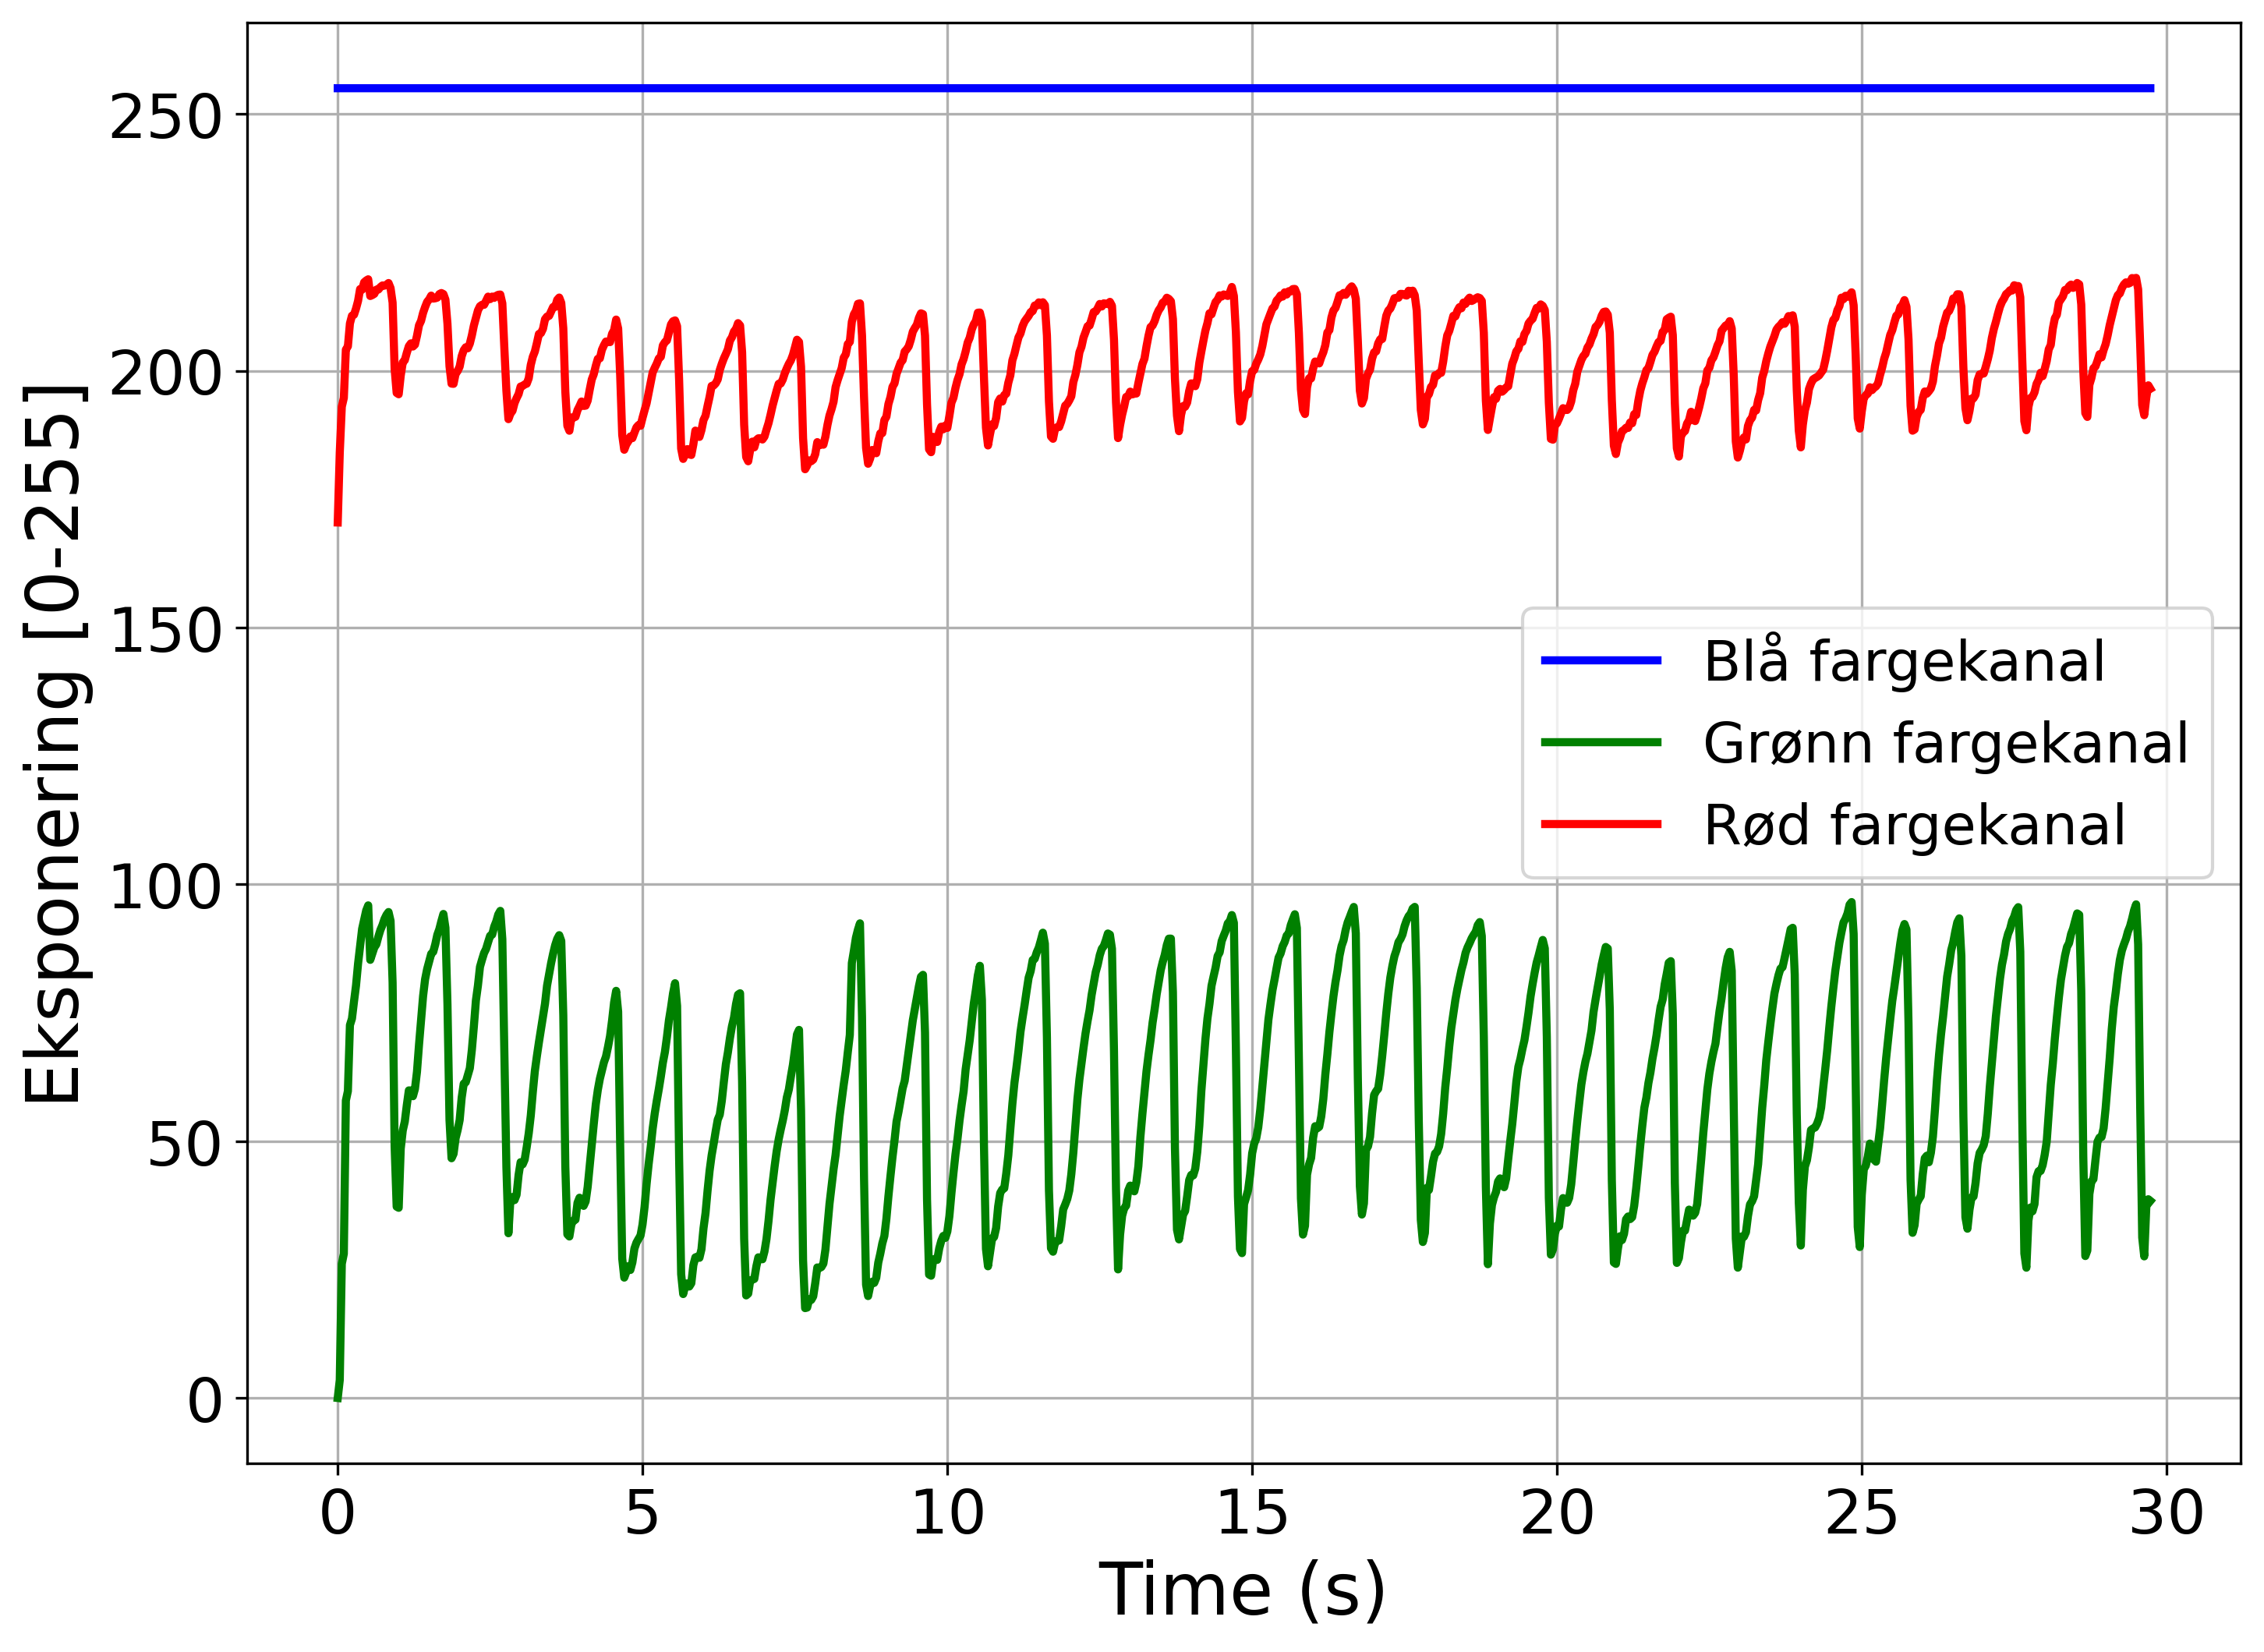 Eksponering [0-255]
250
200
150
100
50
0
Blå fargekanal
Grønn fargekanal
Rød fargekanal
0 5 10 15 20 25 30
Time (s)